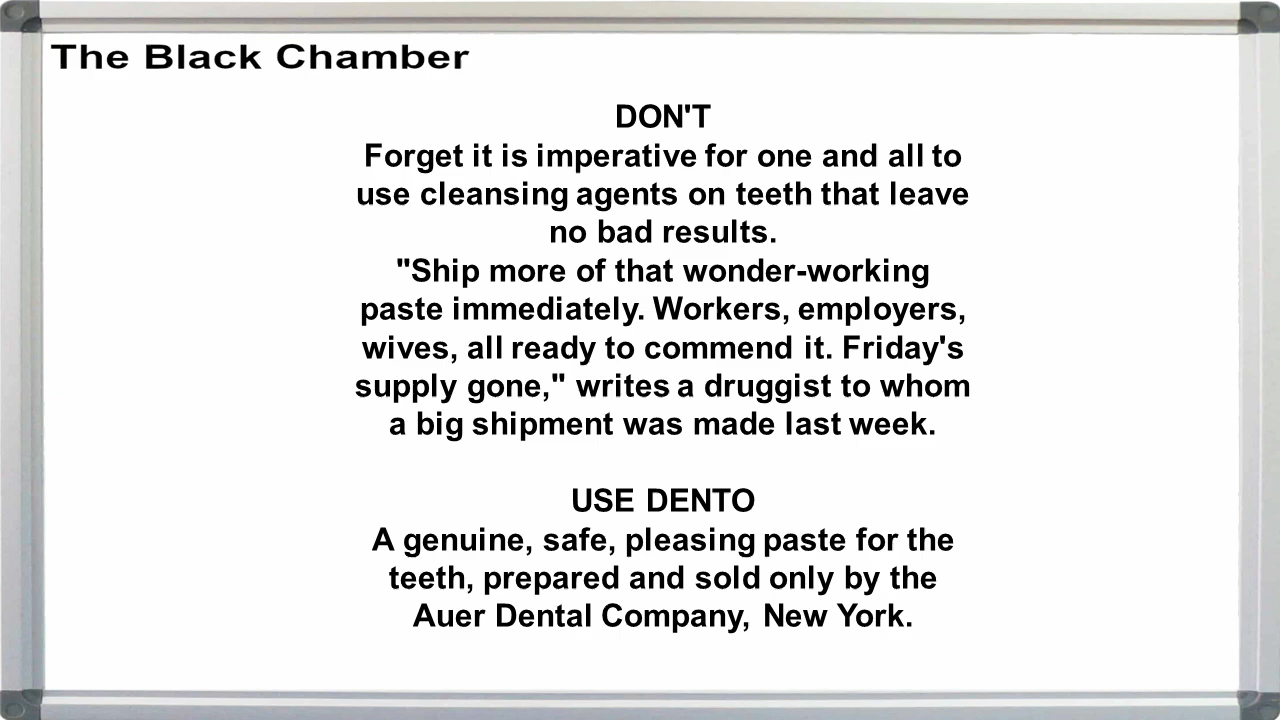 The Black Chamber
DON'T
Forget it is imperative for one and all to
use cleansing agents on teeth that leave
no bad results.
"Ship more of that wonder-working
paste immediately. Workers, employers,
wives, all ready to commend it. Friday's
supply gone," writes a druggist to whom
a big shipment was made last week.
USE DENTO
A genuine, safe, pleasing paste for the
teeth, prepared and sold only by the
Auer Dental Company, New York.